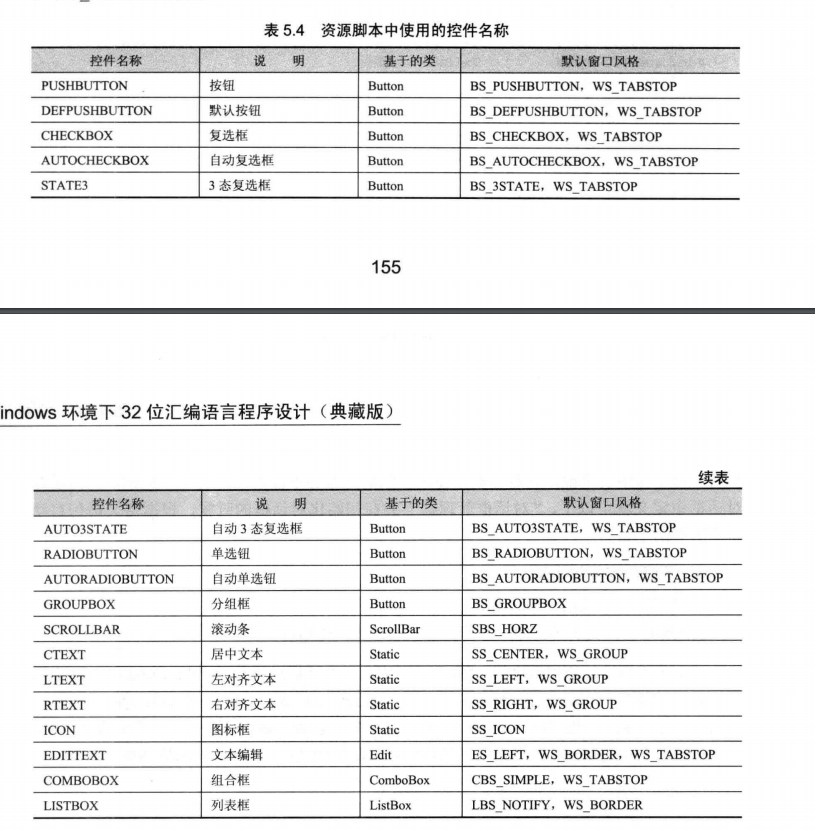 表 5.4 资源脚本中使用的控件名称
控件名称 说 明 基于的类 默认窗口风格
PUSHBUTTON 按钮 Button BS_PUSHBUTTON，WS_TABSTOP
DEFPUSHBUTTON 默认按钮 Button BS_DEFPUSHBUTTON，WS_TABSTOP
CHECKBOX 复选框 Button BS_CHECKBOX，WS_TABSTOP
AUTOCHECKBOX 自动复选框 Button BS_AUTOCHECKBOX，WS_TABSTOP
STATE3 3 态复选框 Button BS_3STATE，WS_TABSTOP
155
indows 环境下 32 位汇编语言程序设计（典藏版）
续表
控件名称 说 明 基于的类 默认窗口风格
AUTO3STATE 自动 3 态复选框 Button BS_AUTO3STATE，WS_TABSTOP
RADIOBUTTON 单选钮 Button BS_RADIOBUTTON，WS_TABSTOP
AUTORADIOBUTTON 自动单选钮 Button BS_AUTORADIOBUTTON，WS_TABSTOP
GROUPBOX 分组框 Button BS_GROUPBOX
SCROLLBAR 滚动条 ScrollBar SBS_HORZ
CTEXT 居中文本 Static SS_CENTER，WS_GROUP
LTEXT 左对齐文本 Static SS_LEFT，WS_GROUP
RTEXT 右对齐文本 Static SS_RIGHT，WS_GROUP
ICON 图标框 Static SS_ICON
EDITTEXT 文本编辑 Edit ES_LEFT，WS_BORDER，WS_TABSTOP
COMBOBOX 组合框 ComboBox CBS_SIMPLE，WS_TABSTOP
LISTBOX 列表框 ListBox LBS_NOTIFY，WS_BORDER